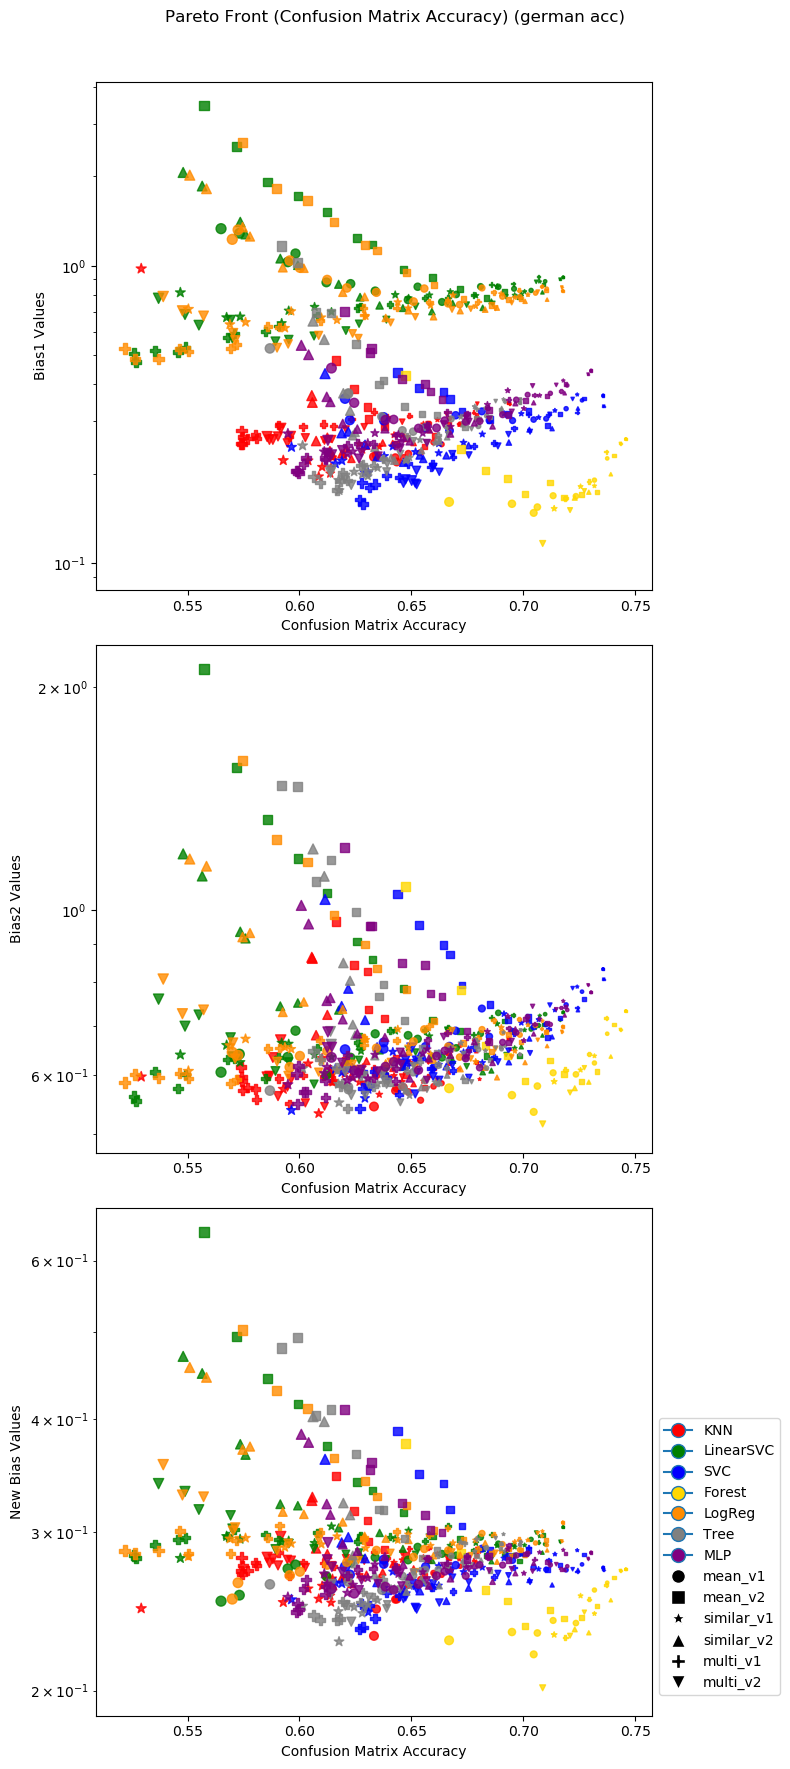 Pareto Front (Confusion Matrix Accuracy) (german acc)
Bias1 Values
10⁰
10⁻¹
0.55 0.60 0.65 0.70 0.75
Confusion Matrix Accuracy
Bias2 Values
2 × 10⁰
10⁰
6 × 10⁻¹
0.55 0.60 0.65 0.70 0.75
Confusion Matrix Accuracy
New Bias Values
6 × 10⁻¹
4 × 10⁻¹
3 × 10⁻¹
2 × 10⁻¹
0.55 0.60 0.65 0.70 0.75
Confusion Matrix Accuracy
KNN
LinearSVC
SVC
Forest
LogReg
Tree
MLP
mean_v1
mean_v2
similar_v1
similar_v2
multi_v1
multi_v2